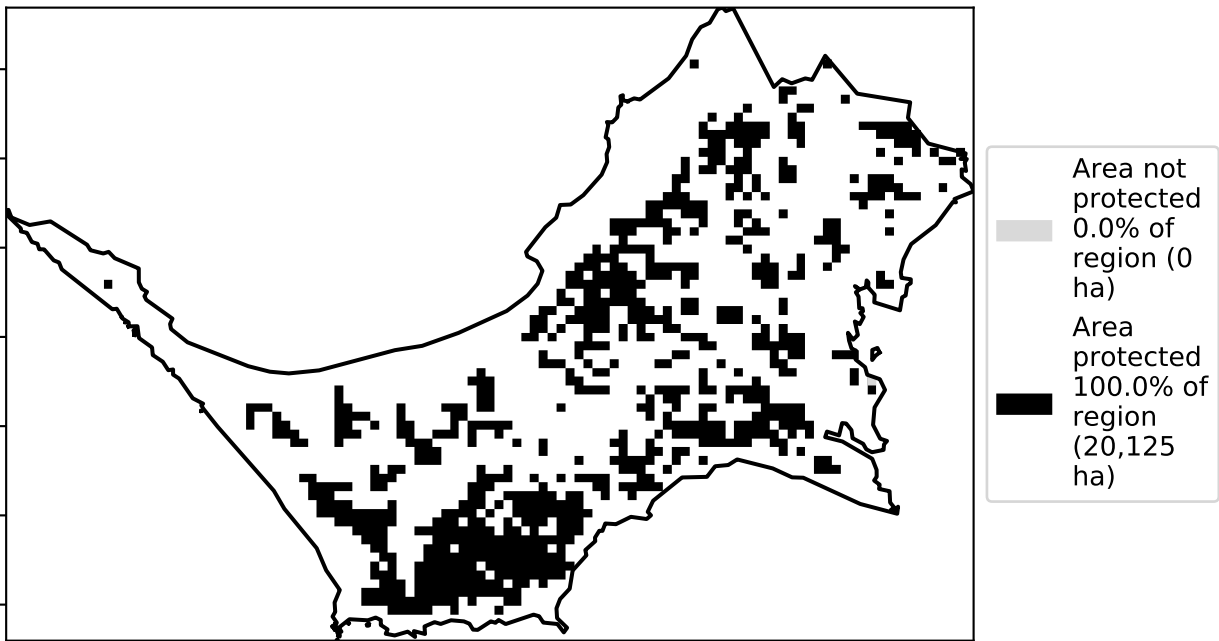 Area not
protected
0.0% of
region (0
ha)
Area
protected
100.0% of
region
(20,125
ha)